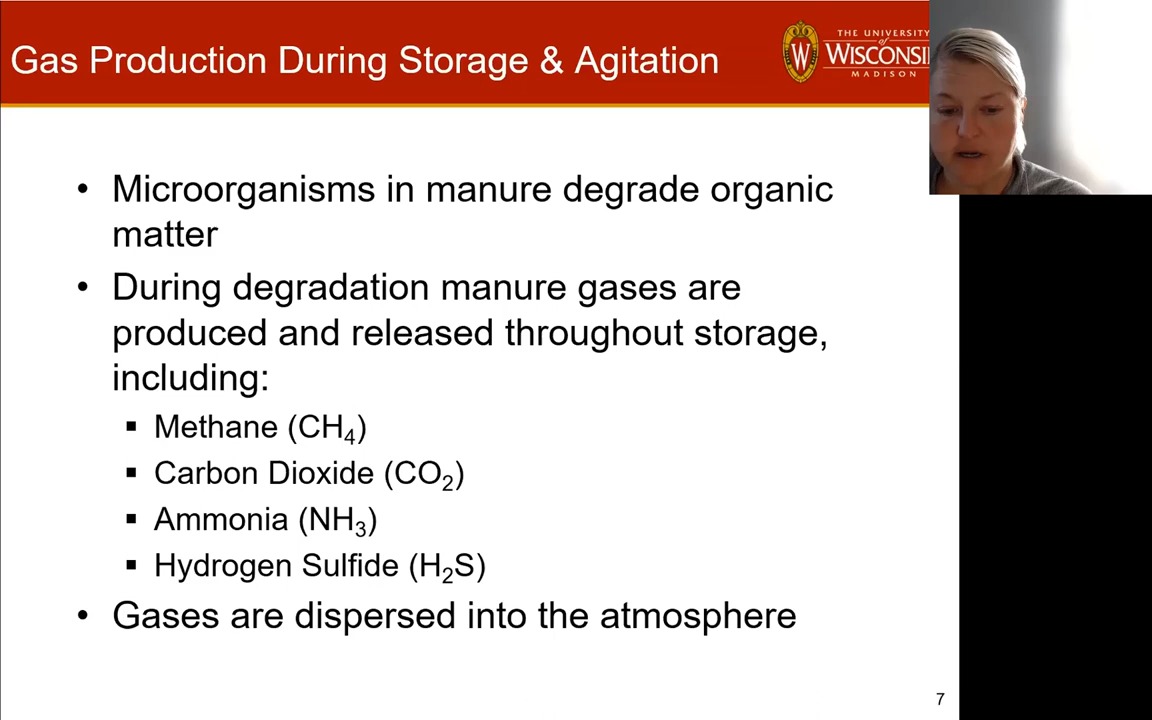 Gas Production During Storage & Agitation
THE UNIVERSITY
of
WISCONSI
MADISON
• Microorganisms in manure degrade organic
matter
• During degradation manure gases are
produced and released throughout storage,
including:
▪ Methane (CH₄)
▪ Carbon Dioxide (CO₂)
▪ Ammonia (NH₃)
▪ Hydrogen Sulfide (H₂S)
• Gases are dispersed into the atmosphere
7